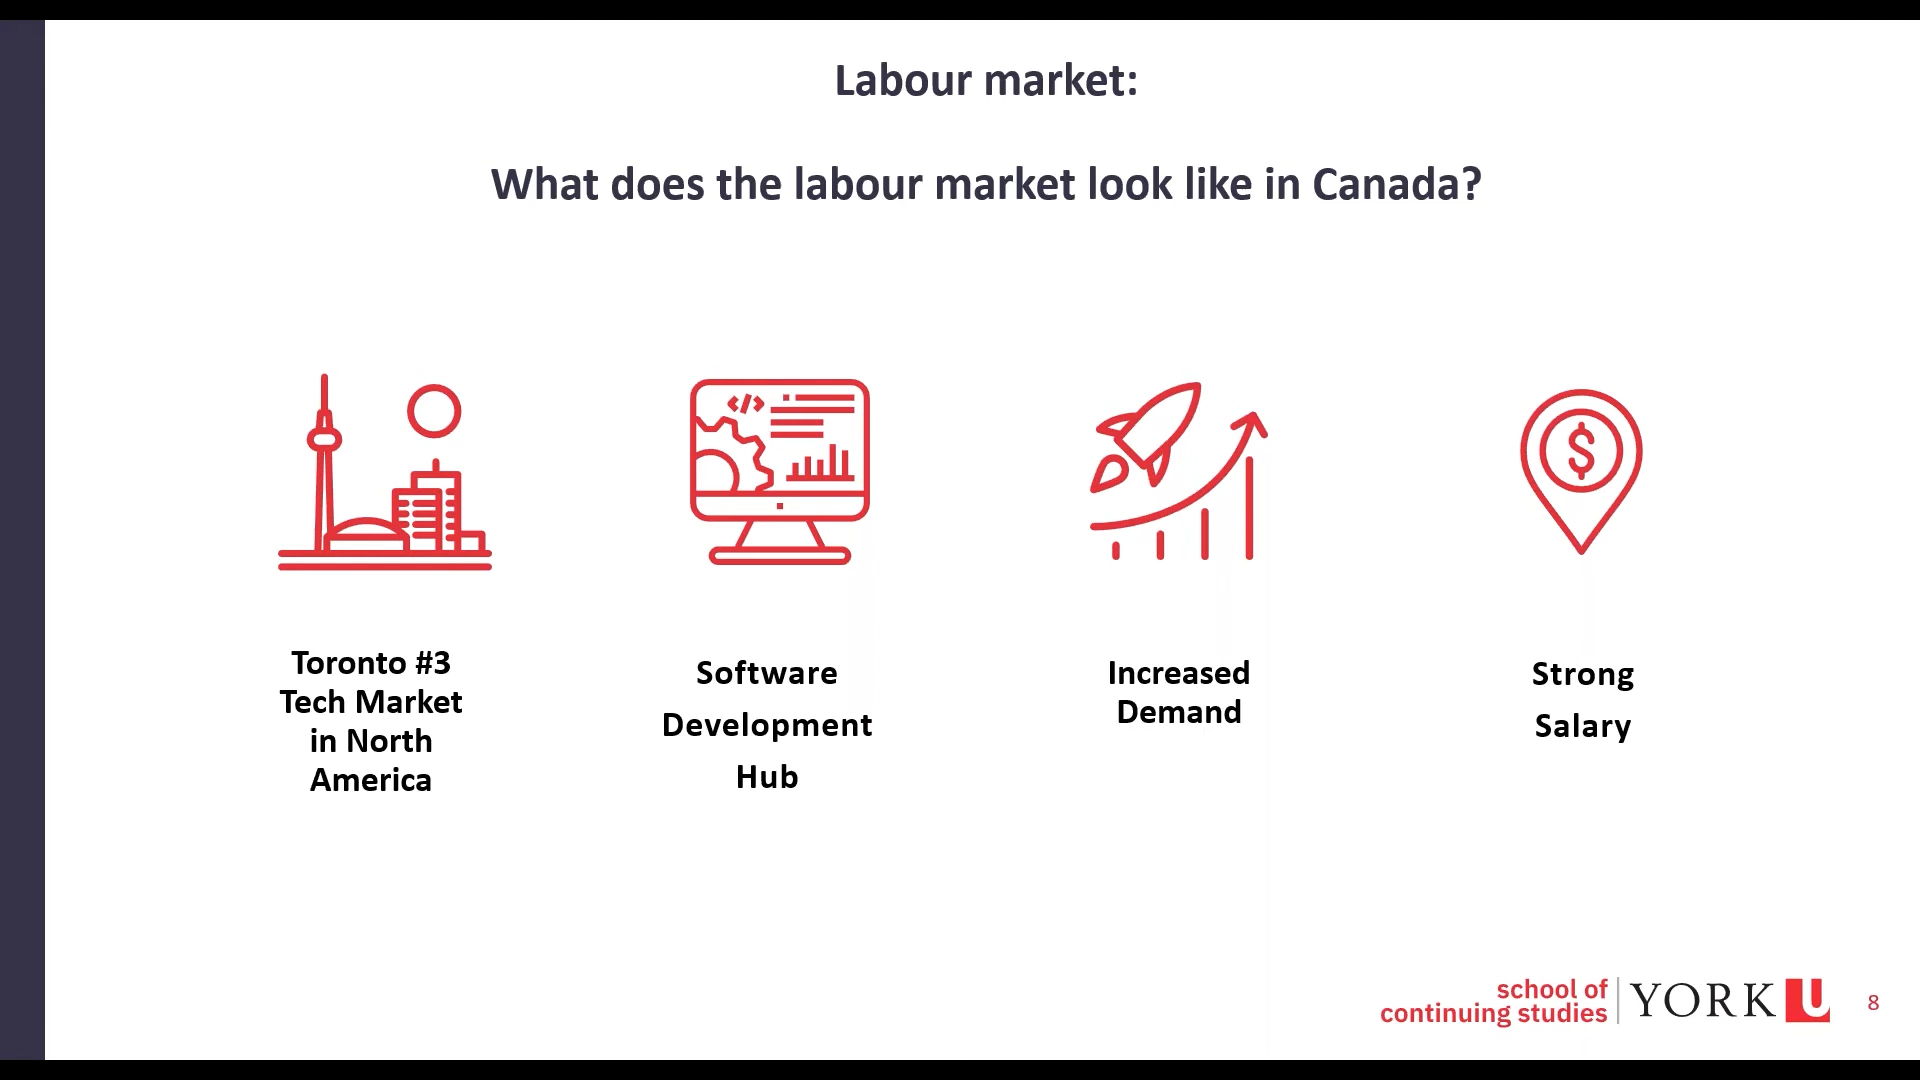 Labour market:
What does the labour market look like in Canada?
</>
$
Toronto #3
Tech Market
in North
America
Software
Development
Hub
Increased
Demand
Strong
Salary
school of
continuing studies
YORK U
8